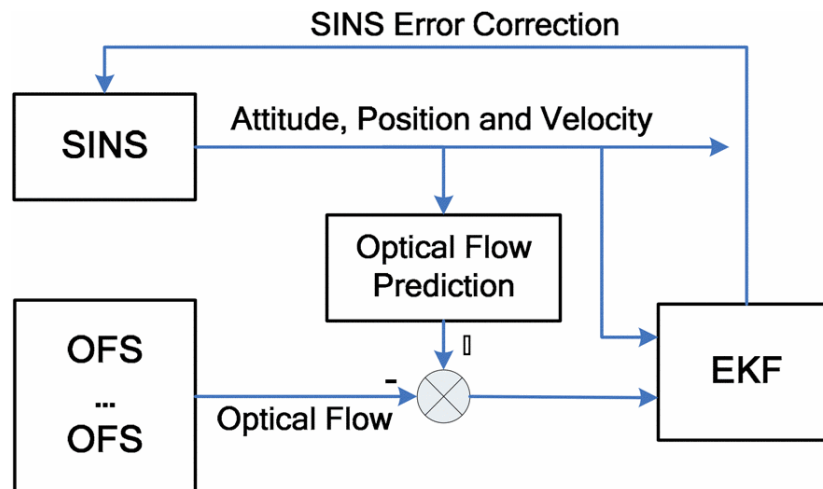 SINS Error Correction
SINS
Attitude, Position and Velocity
Optical Flow
Prediction
OFS
...
OFS
-
Optical Flow
EKF